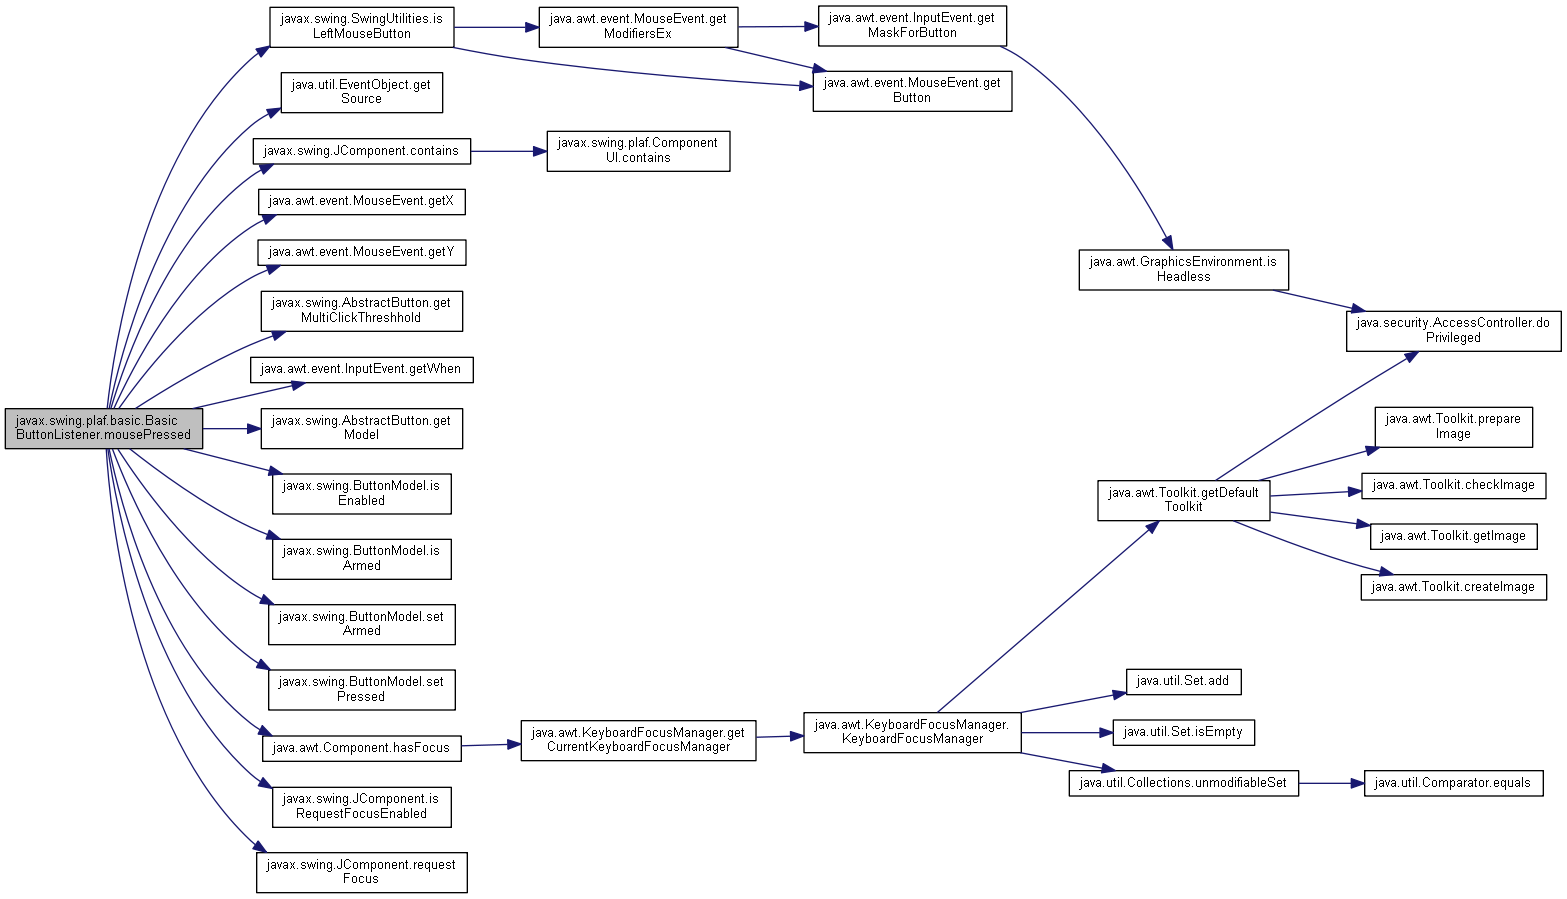 javax.swing.plaf.basic.Basic
ButtonListener.mousePressed
javax.swing.SwingUtilities.is
LeftMouseButton
java.util.EventObject.get
Source
javax.swing.JComponent.contains
java.awt.event.MouseEvent.getX
java.awt.event.MouseEvent.getY
javax.swing.AbstractButton.get
MultiClickThreshhold
java.awt.event.InputEvent.getWhen
javax.swing.AbstractButton.get
Model
javax.swing.ButtonModel.is
Enabled
javax.swing.ButtonModel.is
Armed
javax.swing.ButtonModel.set
Armed
javax.swing.ButtonModel.set
Pressed
java.awt.Component.hasFocus
javax.swing.JComponent.is
RequestFocusEnabled
javax.swing.JComponent.request
Focus
java.awt.event.MouseEvent.get
ModifiersEx
javax.swing.plaf.Component
UI.contains
java.awt.KeyboardFocusManager.get
CurrentKeyboardFocusManager
java.awt.event.InputEvent.get
MaskForButton
java.awt.event.MouseEvent.get
Button
java.awt.KeyboardFocusManager.
KeyboardFocusManager
java.awt.GraphicsEnvironment.is
Headless
java.awt.Toolkit.getDefault
Toolkit
java.util.Set.add
java.util.Set.isEmpty
java.util.Collections.unmodifiableSet
java.security.AccessController.do
Privileged
java.awt.Toolkit.prepare
Image
java.awt.Toolkit.checkImage
java.awt.Toolkit.getImage
java.awt.Toolkit.createImage
java.util.Comparator.equals